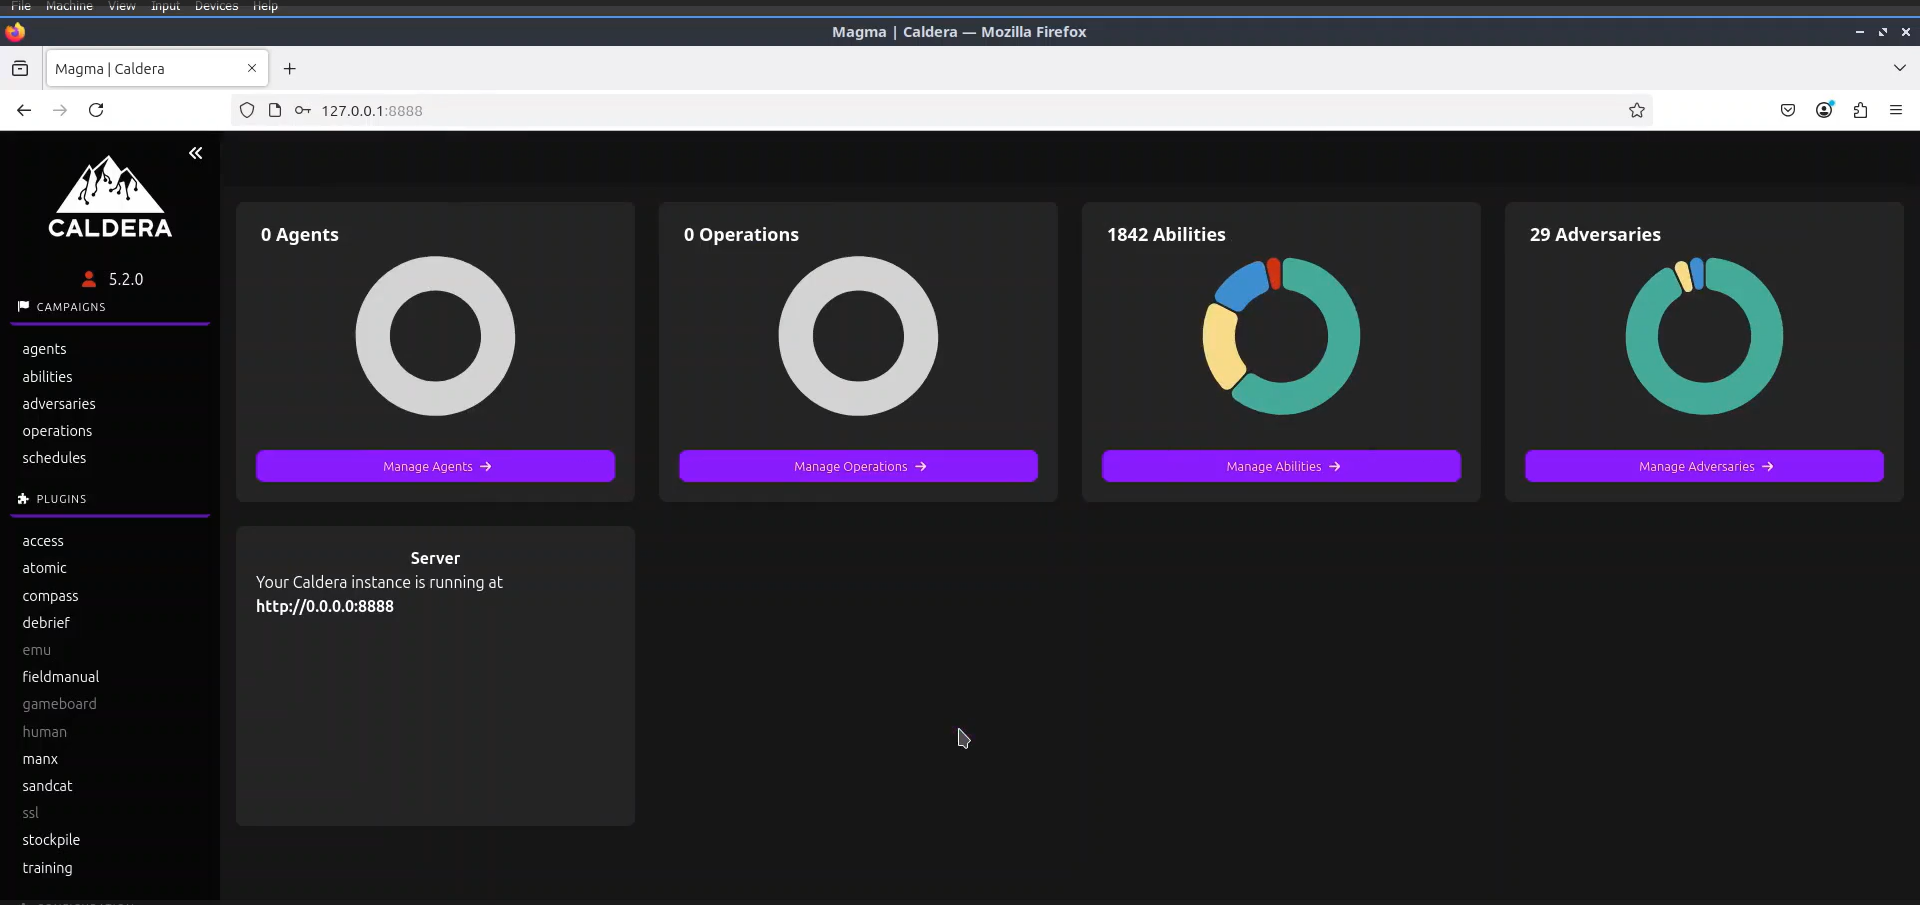 File Machine View Input Devices Help
Magma | Caldera — Mozilla Firefox
Magma | Caldera
127.0.0.1:8888
CALDERA
5.2.0
CAMPAIGNS
agents
abilities
adversaries
operations
schedules
PLUGINS
access
atomic
compass
debrief
emu
fieldmanual
gameboard
human
manx
sandcat
ssl
stockpile
training
0 Agents
Manage Agents
0 Operations
Manage Operations
1842 Abilities
Manage Abilities
29 Adversaries
Manage Adversaries
Server
Your Caldera instance is running at
http://0.0.0.0:8888